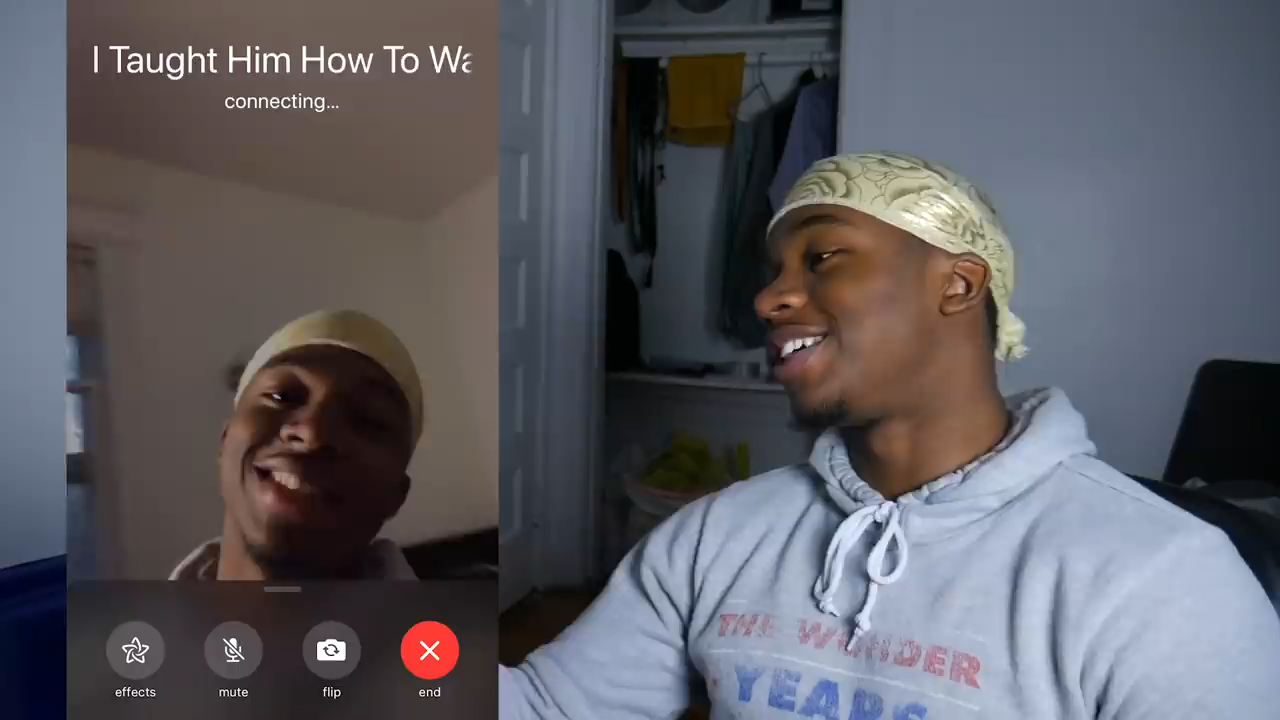 I Taught Him How To Wa
connecting...
effects
mute
flip
end
THE WONDER
YEARS